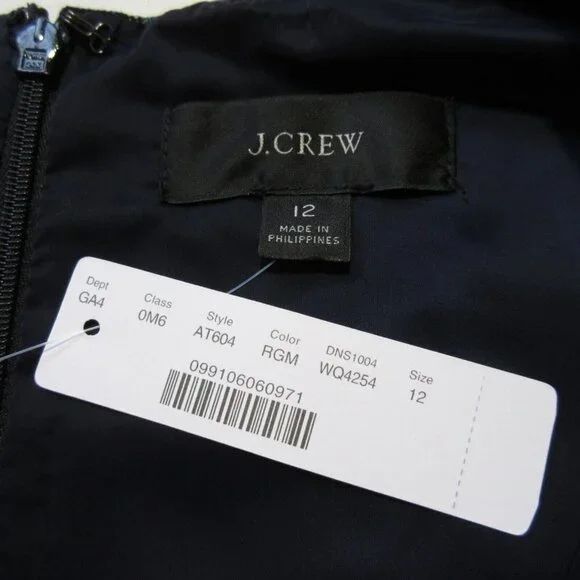 J.CREW
12
MADE IN
PHILIPPINES
Dept Class Style Color DNS1004 Size
GA4 0M6 AT604 RGM WQ4254 12
099106060971